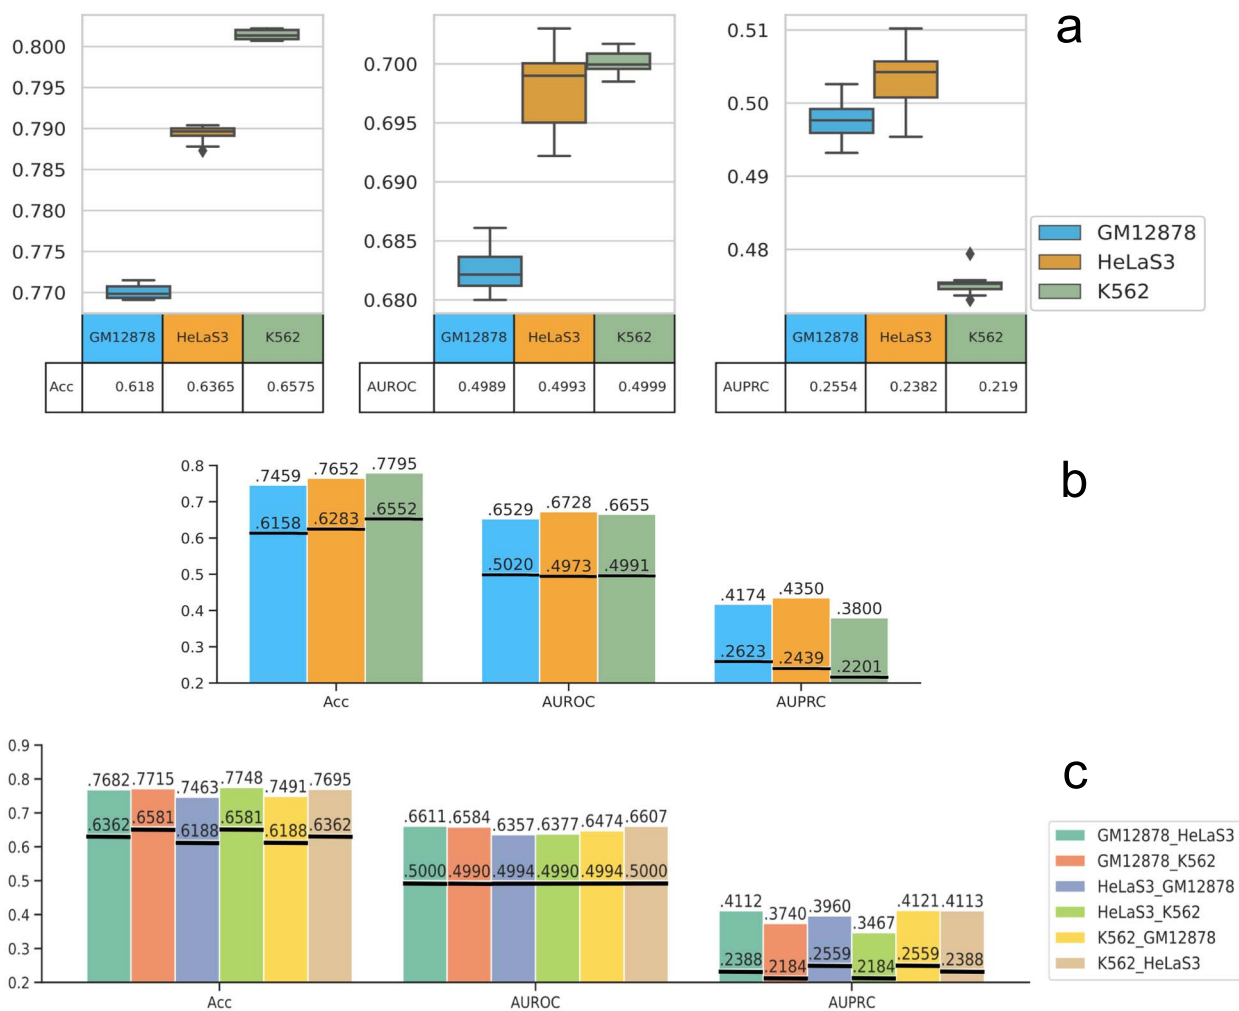 a
0.800
0.795
0.790
0.785
0.780
0.775
0.770
GM12878 HeLaS3 K562
Acc 0.618 0.6365 0.6575
0.700
0.695
0.690
0.685
0.680
GM12878 HeLaS3 K562
AUROC 0.4989 0.4993 0.4999
0.51
0.50
0.49
0.48
GM12878 HeLaS3 K562
AUPRC 0.2554 0.2382 0.219
GM12878
HeLaS3
K562
b
0.8
0.7
0.6
0.5
0.4
0.3
0.2
.7459 .7652 .7795
.6158 .6283 .6552
.6529 .6728 .6655
.5020 .4973 .4991
.4174 .4350 .3800
.2623 .2439 .2201
Acc AUROC AUPRC
c
0.9
0.8
0.7
0.6
0.5
0.4
0.3
0.2
.7682 .7715 .7463 .7748 .7491 .7695
.6362 .6581 .6188 .6581 .6188 .6362
.6611 .6584 .6357 .6377 .6474 .6607
.5000 .4990 .4994 .4990 .4994 .5000
.4112 .3740 .3960 .3467 .4121 .4113
.2388 .2184 .2559 .2184 .2559 .2388
Acc AUROC AUPRC
GM12878_HeLaS3
GM12878_K562
HeLaS3_GM12878
HeLaS3_K562
K562_GM12878
K562_HeLaS3